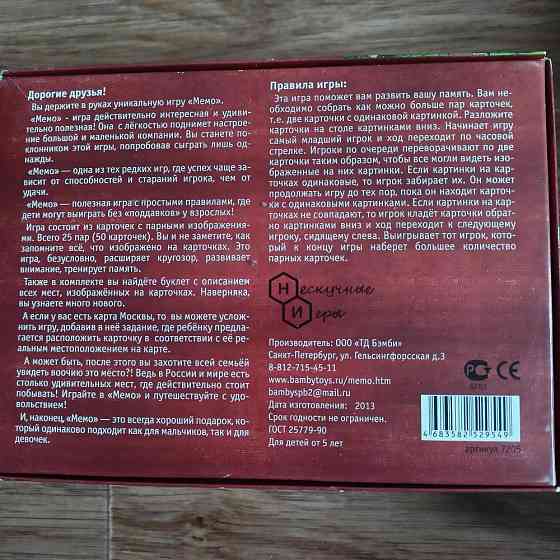 Дорогие друзья!
Вы держите в руках уникальную игру «Мемо».
«Мемо» - игра действительно интересная и удиви-
тельно полезная! Она с лёгкостью поднимет настрое-
ние большой и маленькой компании. Вы станете по-
клонником этой игры, попробовав сыграть лишь од-
нажды.
«Мемо» — одна из тех редких игр, где успех чаще за-
висит от способностей и стараний игрока, чем от
удачи.
«Мемо» — полезная игра с простыми правилами, где
дети могут выиграть без «поддавков» у взрослых!
Игра состоит из карточек с парными изображения-
ми. Всего 25 пар (50 карточек). Вы и не заметите, как
запомните всё, что изображено на карточках. Это
игра, безусловно, расширяет кругозор, развивает
внимание, тренирует память.
Также в комплекте вы найдёте буклет с описанием
всех мест, изображённых на карточках. Наверняка,
вы узнаете много нового.
А если у вас есть карта Москвы, то вы можете услож-
нить игру, добавив в неё задание, где ребёнку предла-
гается расположить карточку в соответствии с её ре-
альным местоположением на карте.
А может быть, после этого вы захотите всей семьёй
увидеть воочию это место?! Ведь в России и мире есть
столько удивительных мест, где действительно стоит
побывать! Играйте в «Мемо» и путешествуйте с удо-
вольствием!
И, наконец, «Мемо» — это всегда хороший подарок, ко-
торый одинаково подходит как для мальчиков, так и для
девочек.
Правила игры:
Эта игра поможет вам развить вашу память. Вам не-
обходимо собрать как можно больше пар карточек,
т.е. две карточки с одинаковой картинкой. Разложите
карточки на столе картинками вниз. Начинает игру
самый младший игрок и ход переходит по часовой
стрелке. Игроки по очереди переворачивают по две
карточки таким образом, чтобы все могли видеть изо-
браженные на них картинки. Если картинки на кар-
точках одинаковые, то игрок забирает их. Он может
продолжать игру до тех пор, пока он находит карточ-
ки с одинаковыми картинками. Если картинки на кар-
точках не совпадают, то игрок кладёт карточки обрат-
но картинками вниз и ход переходит к следующему
игроку, сидящему слева. Выигрывает тот игрок, кото-
рый к концу игры наберет большее количество
парных карточек.
Нескучные
Игры
Производитель: ООО «ТД Бэмби»
Санкт-Петербург, ул. Гельсингфорсская д.3
8-812-715-45-11
www.bambytoys.ru/memo.htm
bambyspb2@mail.ru
Дата изготовления: 2013
Срок годности не ограничен.
ГОСТ 25779-90
Для детей от 5 лет
РСТ CE
4 683582 529549
артикул 7205